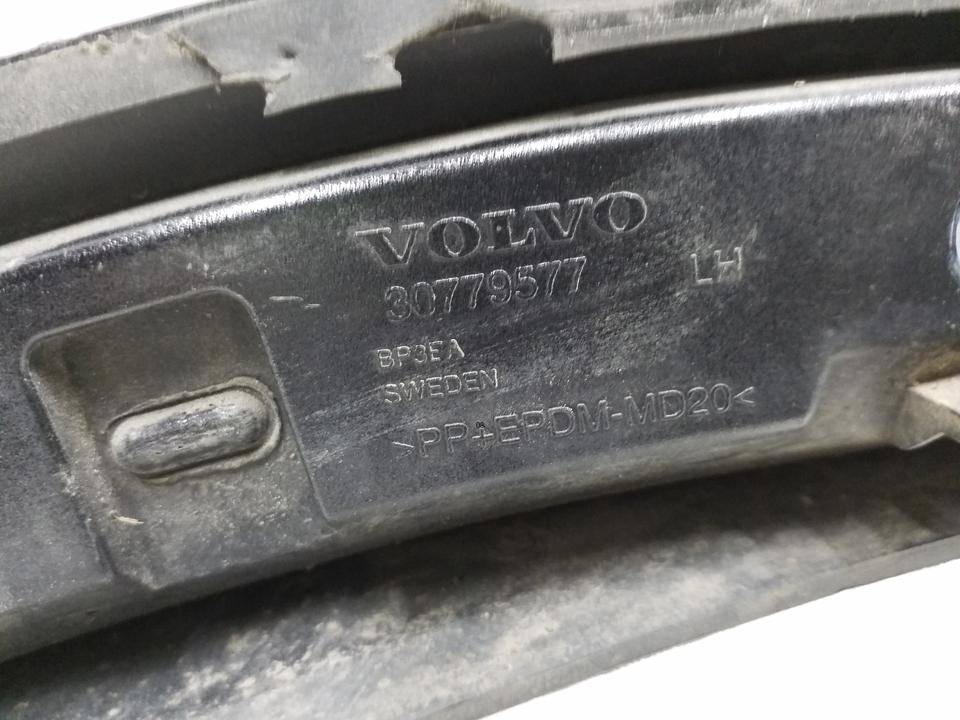 VOLVO
30779577
LH
BP3EA
SWEDEN
>PP+EPDM-MD20<